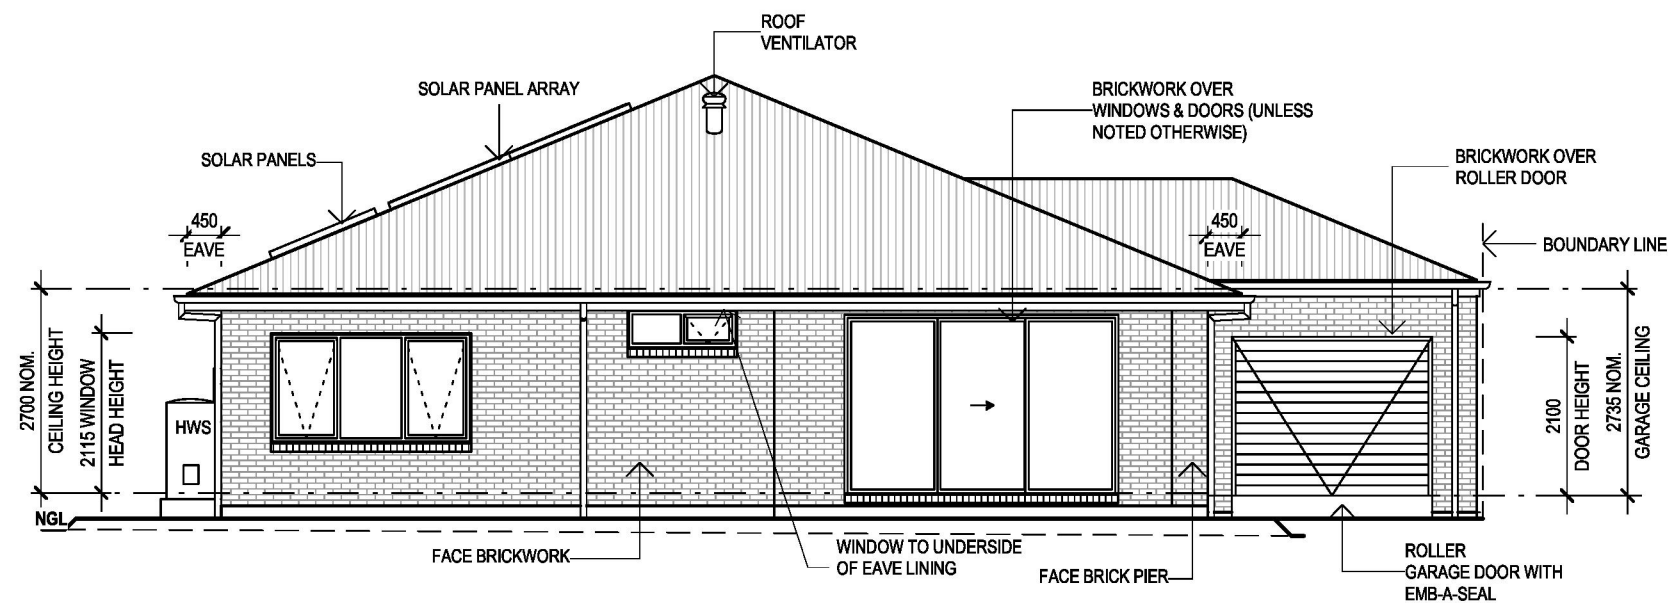 ROOF
VENTILATOR
SOLAR PANEL ARRAY
BRICKWORK OVER
WINDOWS & DOORS (UNLESS
NOTED OTHERWISE)
SOLAR PANELS
BRICKWORK OVER
ROLLER DOOR
450
EAVE
450
EAVE
BOUNDARY LINE
2700 NOM.
CEILING HEIGHT
2115 WINDOW
HEAD HEIGHT
HWS
2100
DOOR HEIGHT
2735 NOM.
GARAGE CEILING
NGL
FACE BRICKWORK
WINDOW TO UNDERSIDE
OF EAVE LINING
FACE BRICK PIER
ROLLER
GARAGE DOOR WITH
EMB-A-SEAL